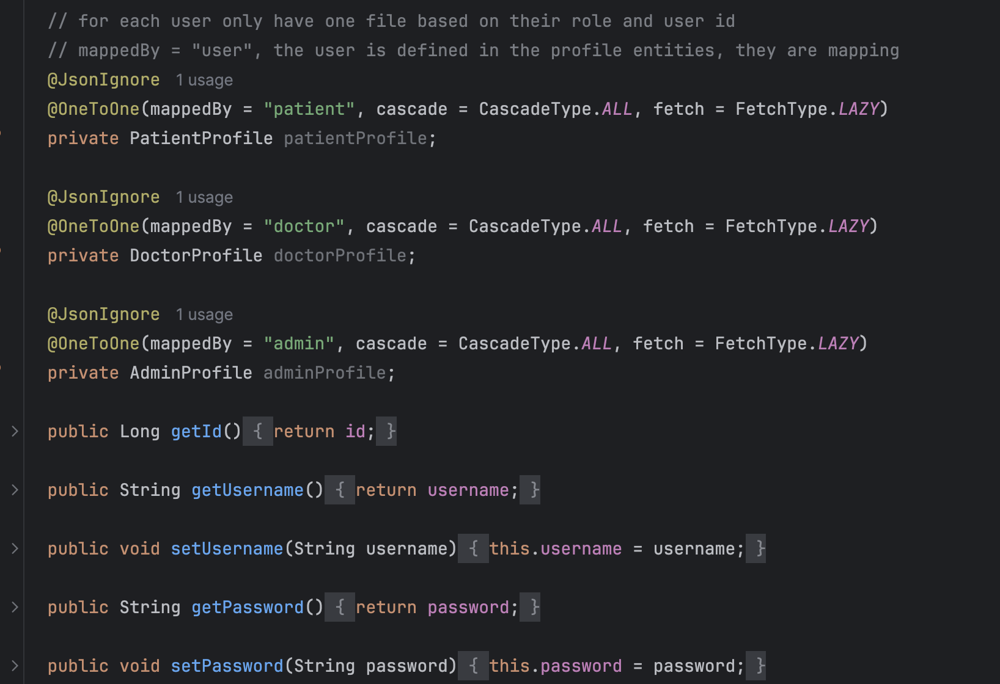 // for each user only have one file based on their role and user id
// mappedBy = "user", the user is defined in the profile entities, they are mapping
@JsonIgnore 1 usage
@OneToOne(mappedBy = "patient", cascade = CascadeType.ALL, fetch = FetchType.LAZY)
private PatientProfile patientProfile;
@JsonIgnore 1 usage
@OneToOne(mappedBy = "doctor", cascade = CascadeType.ALL, fetch = FetchType.LAZY)
private DoctorProfile doctorProfile;
@JsonIgnore 1 usage
@OneToOne(mappedBy = "admin", cascade = CascadeType.ALL, fetch = FetchType.LAZY)
private AdminProfile adminProfile;
public Long getId() { return id; }
public String getUsername() { return username; }
public void setUsername(String username) { this.username = username; }
public String getPassword() { return password; }
public void setPassword(String password) { this.password = password; }